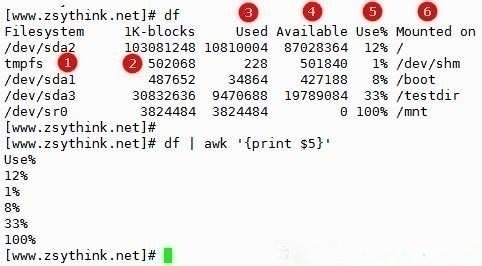 [www.zsythink.net]# df
Filesystem 1K-blocks Used Available Use% Mounted on
/dev/sda2 103081248 10810004 87028364 12% /
tmpfs 502068 228 501840 1% /dev/shm
/dev/sda1 487652 34864 427188 8% /boot
/dev/sda3 30832636 9470688 19789084 33% /testdir
/dev/sr0 3824484 3824484 0 100% /mnt
[www.zsythink.net]#
[www.zsythink.net]# df | awk '{print $5}'
Use%
12%
1%
8%
33%
100%
[www.zsythink.net]#
1
2
3
4
5
6